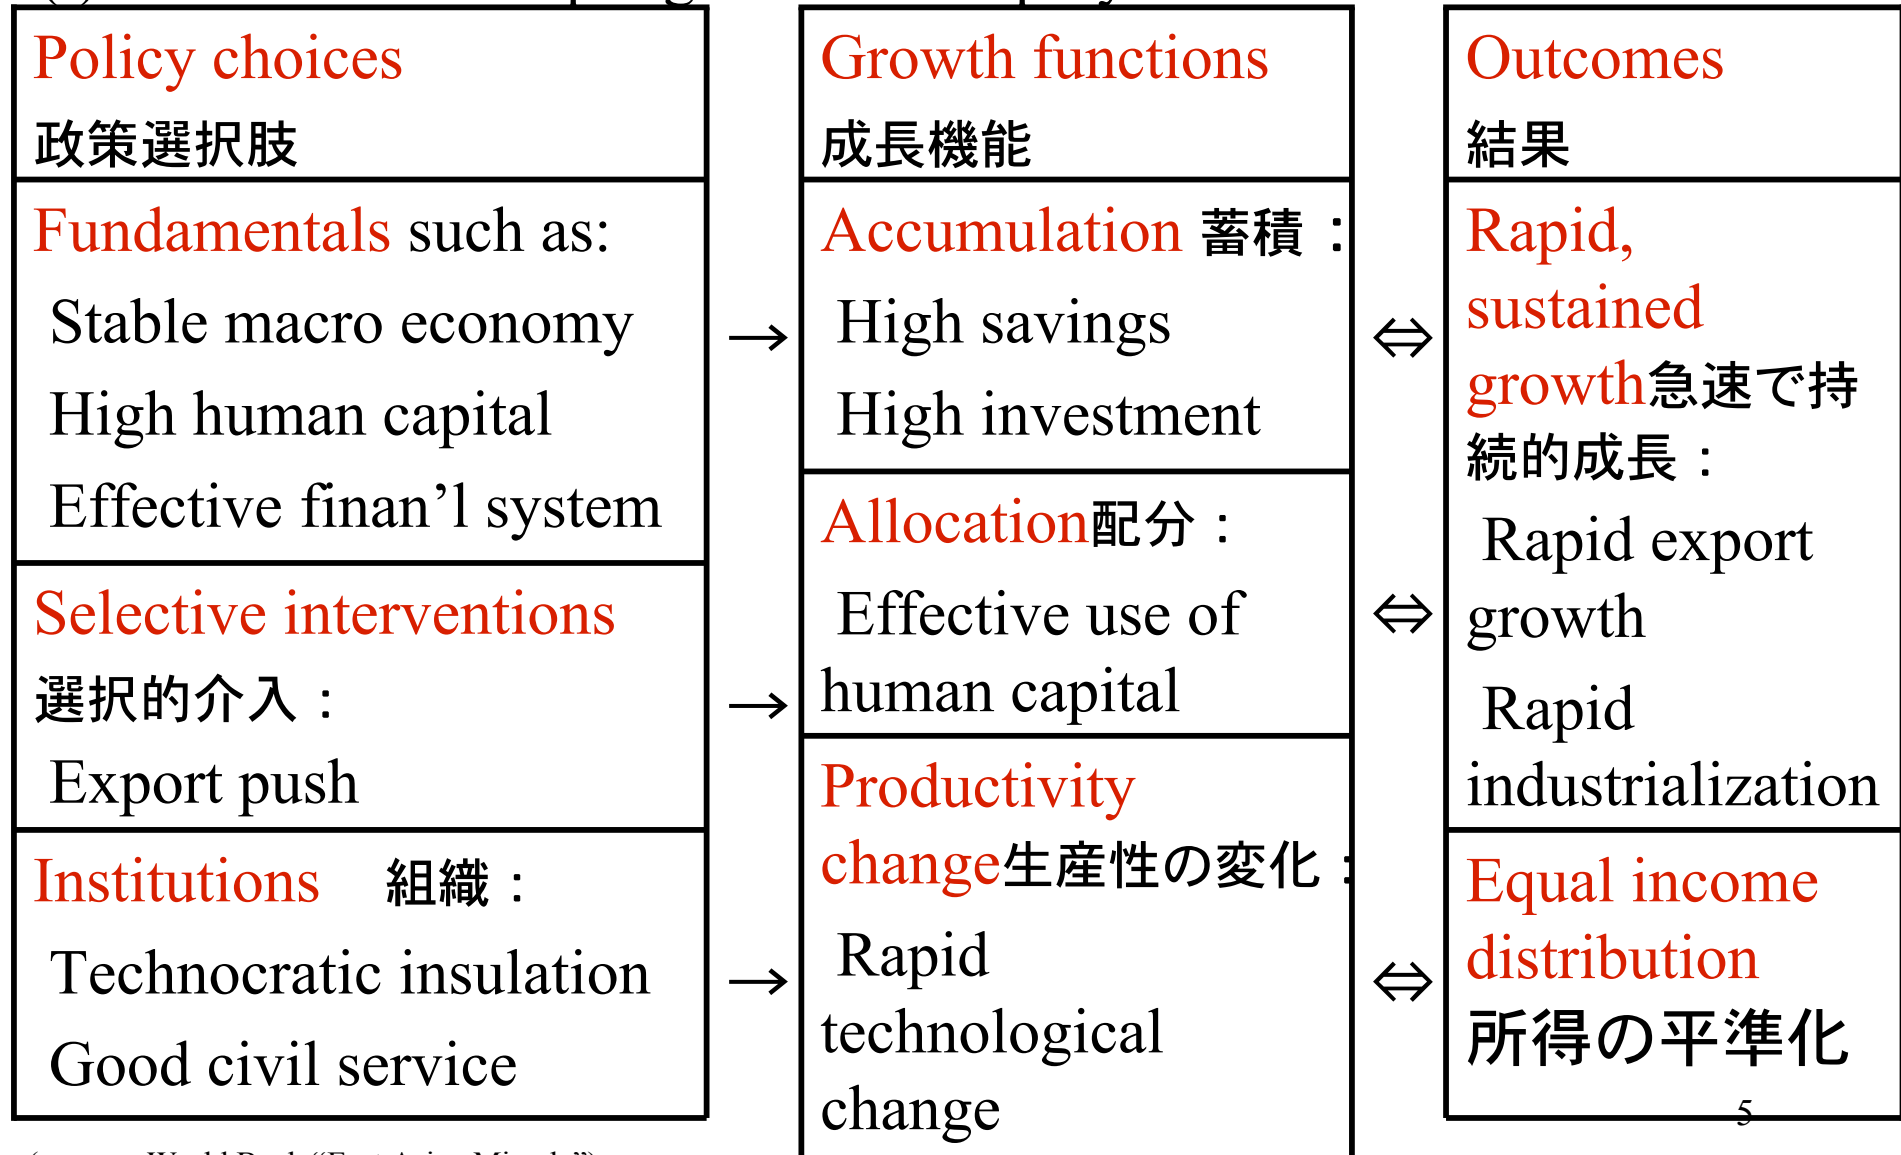 Policy choices
政策選択肢
Fundamentals such as:
Stable macro economy
High human capital
Effective finan’l system
Selective interventions
選択的介入：
Export push
Institutions　組織：
Technocratic insulation
Good civil service
→
→
→
Growth functions
成長機能
Accumulation 蓄積：
High savings
High investment
Allocation配分：
Effective use of
human capital
Productivity
change生産性の変化：
Rapid
technological
change
⇔
⇔
⇔
Outcomes
結果
Rapid,
sustained
growth急速で持
続的成長：
Rapid export
growth
Rapid
industrialization
Equal income
distribution
所得の平準化
5